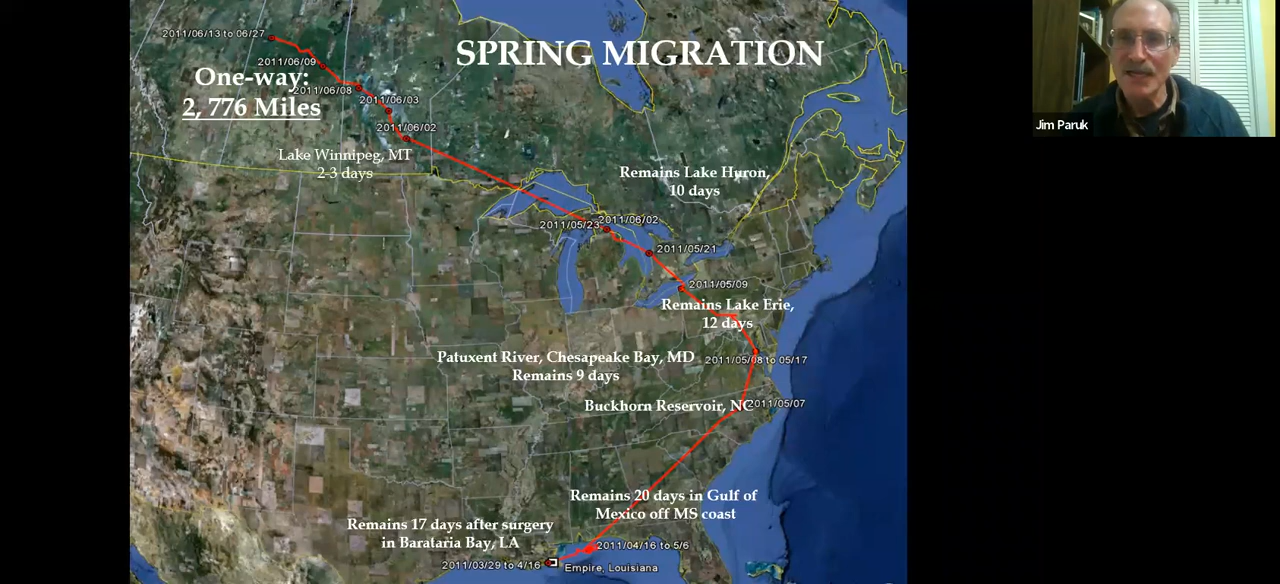 SPRING MIGRATION
2011/06/13 to 06/27
2011/06/09
One-way:
2011/06/08
2, 776 Miles
2011/06/03
2011/06/02
Lake Winnipeg, MT
2-3 days
Remains Lake Huron,
10 days
2011/05/23
2011/06/02
2011/05/21
2011/05/09
Remains Lake Erie,
12 days
Patuxent River, Chesapeake Bay, MD
Remains 9 days
2011/05/08 to 05/17
Buckhorn Reservoir, NC
2011/05/07
Remains 20 days in Gulf of
Mexico off MS coast
Remains 17 days after surgery
in Barataria Bay, LA
2011/04/16 to 5/6
2011/03/29 to 4/16
Empire, Louisiana
Jim Paruk